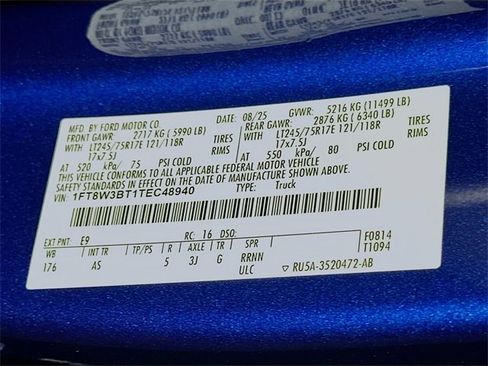 MFD. BY FORD MOTOR CO.
DATE: 08/25 GVWR: 5216 KG (11499 LB)
FRONT GAWR: 2717 KG ( 5990 LB) REAR GAWR: 2876 KG ( 6340 LB)
WITH LT245/75R17E 121/118R TIRES WITH LT245/75R17E 121/118R TIRES
17x7.5J RIMS 17x7.5J RIMS
AT 520 kPa/ 75 PSI COLD AT 550 kPa/ 80 PSI COLD
THIS VEHICLE CONFORMS TO ALL APPLICABLE FEDERAL MOTOR VEHICLE
SAFETY STANDARDS IN EFFECT ON THE DATE OF MANUFACTURE SHOWN ABOVE.
VIN: 1FT8W3BT1TEC48940 TYPE: Truck
EXT PNT: E9 RC: 16 DSO: F0814
WB INT TR TP/PS R AXLE TR SPR T1094
176 AS 5 3J G RRNN
ULC RU5A-3520472-AB